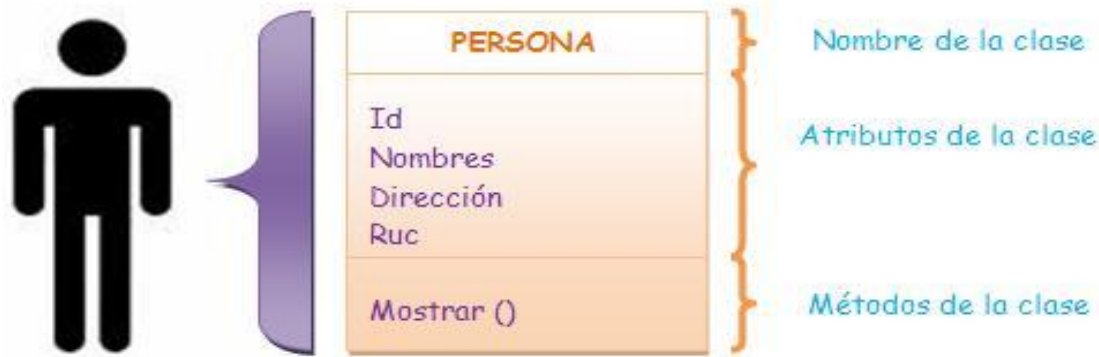 PERSONA
Nombre de la clase
Id
Nombres
Dirección
Ruc
Atributos de la clase
Mostrar ()
Métodos de la clase